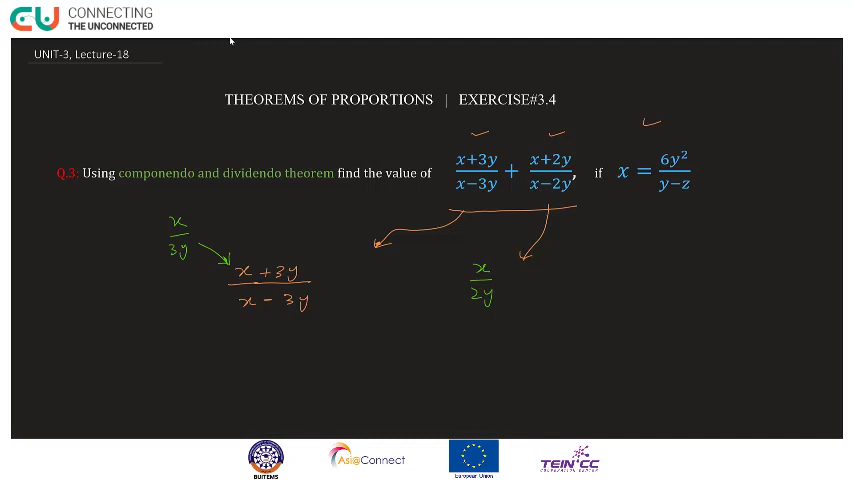 CONNECTING
THE UNCONNECTED
UNIT-3, Lecture-18
THEOREMS OF PROPORTIONS | EXERCISE#3.4
Q.3: Using componendo and dividendo theorem find the value of (x+3y)/(x−3y) + (x+2y)/(x−2y), if x = 6y²/(y−z)
x/3y
x + 3y
x − 3y
x/2y
BUITEMS
Asi@Connect
European Union
TEIN*CC
COOPERATION CENTER